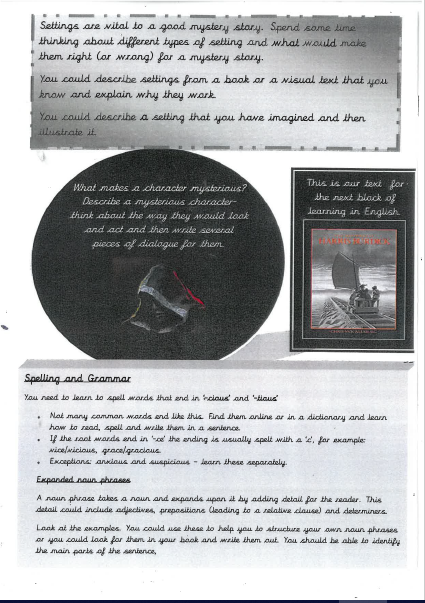 Settings are vital to a good mystery story. Spend some time
thinking about different types of setting and what would make
them right (or wrong) for a mystery story.
You could describe settings from a book or a visual text that you
know and explain why they work.
You could describe a setting that you have imagined and then
illustrate it.
What makes a character mysterious?
Describe a mysterious character-
think about the way they would look
and act and then write several
pieces of dialogue for them.
This is our text for
the next block of
learning in English.
Spelling and Grammar
You need to learn to spell words that end in '-cious' and '-tious'
• Not many common words end like this. Find them online or in a dictionary and learn
how to read, spell and write them in a sentence.
• If the root words end in '-ce' the ending is usually spelt with a 'c', for example:
vice/vicious, grace/gracious.
• Exceptions: anxious and suspicious - learn these separately.
Expanded noun phrases
A noun phrase takes a noun and expands upon it by adding detail for the reader. This
detail could include adjectives, prepositions (leading to a relative clause) and determiners.
Look at the examples. You could use these to help you to structure your own noun phrases
or you could look for them in your book and write them out. You should be able to identify
the main parts of the sentence,